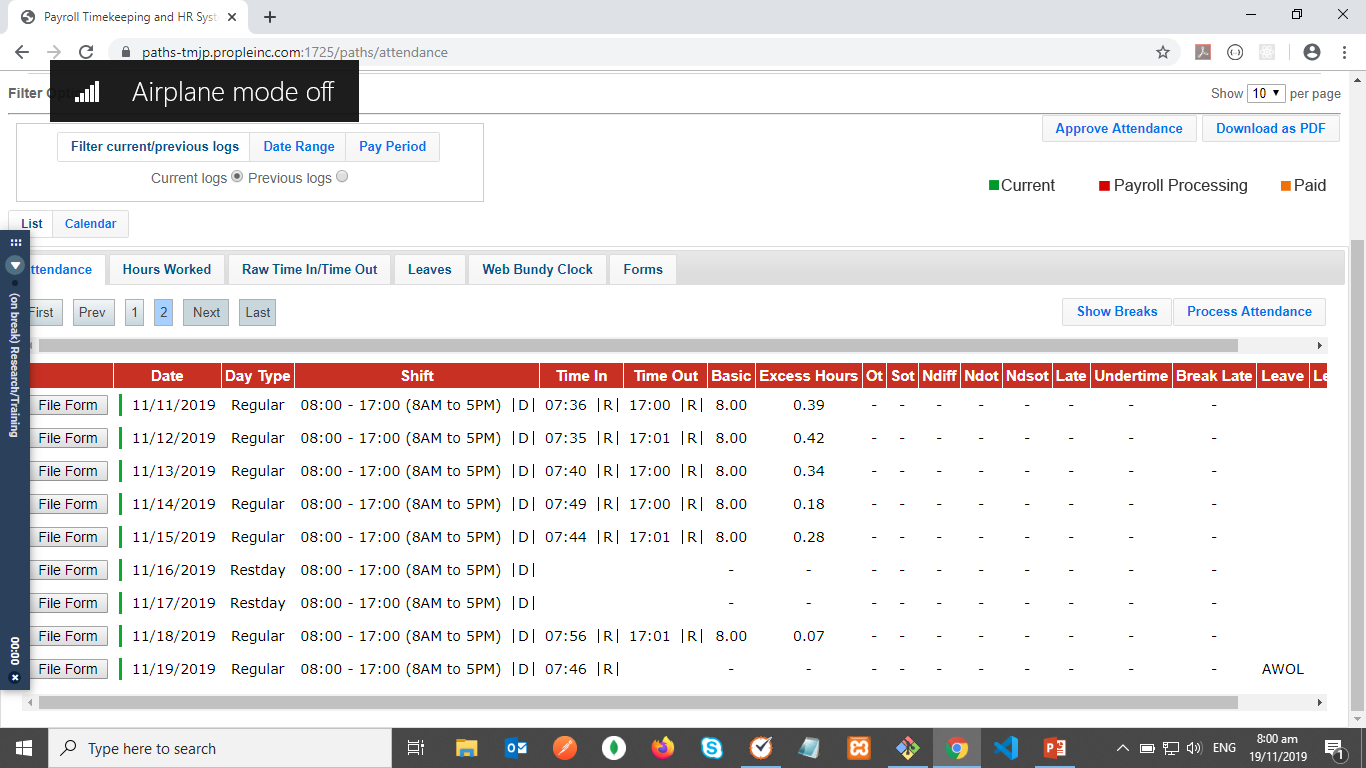 Payroll Timekeeping and HR Syst
paths-tmjp.propleinc.com:1725/paths/attendance
Airplane mode off
Filter Show 10 per page
Approve Attendance Download as PDF
Filter current/previous logs Date Range Pay Period
Current logs Previous logs
Current Payroll Processing Paid
List Calendar
ttendance Hours Worked Raw Time In/Time Out Leaves Web Bundy Clock Forms
First Prev 1 2 Next Last Show Breaks Process Attendance
(on break) Research/Training
00:00
Date Day Type Shift Time In Time Out Basic Excess Hours Ot Sot Ndiff Ndot Ndsot Late Undertime Break Late Leave Le
File Form 11/11/2019 Regular 08:00 - 17:00 (8AM to 5PM) |D| 07:36 |R| 17:00 |R| 8.00 0.39 - - - - - - - -
File Form 11/12/2019 Regular 08:00 - 17:00 (8AM to 5PM) |D| 07:35 |R| 17:01 |R| 8.00 0.42 - - - - - - - -
File Form 11/13/2019 Regular 08:00 - 17:00 (8AM to 5PM) |D| 07:40 |R| 17:00 |R| 8.00 0.34 - - - - - - - -
File Form 11/14/2019 Regular 08:00 - 17:00 (8AM to 5PM) |D| 07:49 |R| 17:00 |R| 8.00 0.18 - - - - - - - -
File Form 11/15/2019 Regular 08:00 - 17:00 (8AM to 5PM) |D| 07:44 |R| 17:01 |R| 8.00 0.28 - - - - - - - -
File Form 11/16/2019 Restday 08:00 - 17:00 (8AM to 5PM) |D| - - - - - - - - - -
File Form 11/17/2019 Restday 08:00 - 17:00 (8AM to 5PM) |D| - - - - - - - - - -
File Form 11/18/2019 Regular 08:00 - 17:00 (8AM to 5PM) |D| 07:56 |R| 17:01 |R| 8.00 0.07 - - - - - - - -
File Form 11/19/2019 Regular 08:00 - 17:00 (8AM to 5PM) |D| 07:46 |R| - - - - - - - - - - AWOL
Type here to search
ENG 8:00 am
19/11/2019
1